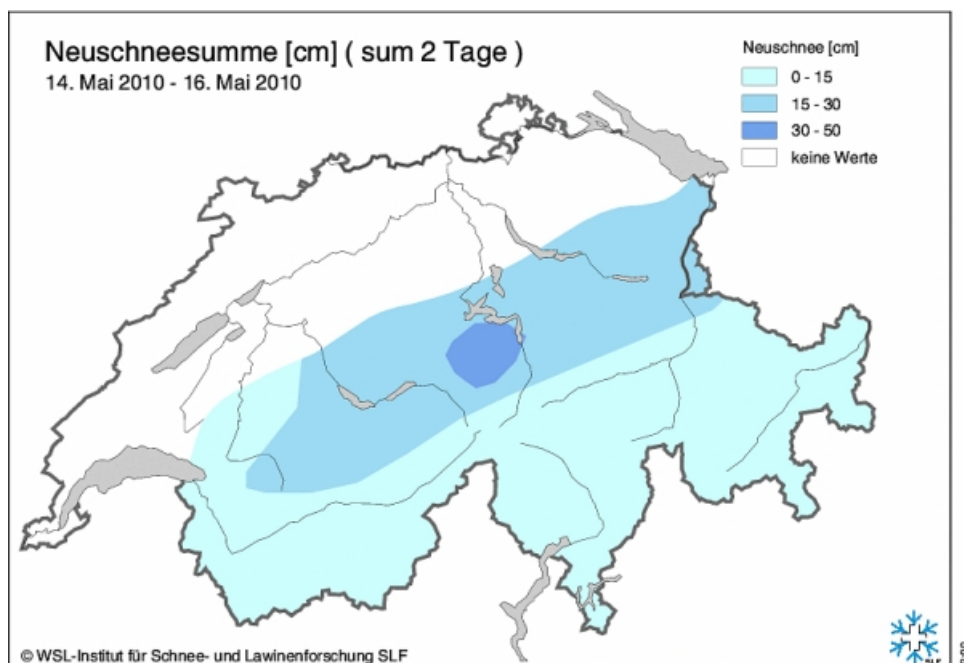 Neuschneesumme [cm] ( sum 2 Tage )
14. Mai 2010 - 16. Mai 2010
Neuschnee [cm]
0 - 15
15 - 30
30 - 50
keine Werte
© WSL-Institut für Schnee- und Lawinenforschung SLF
SLF